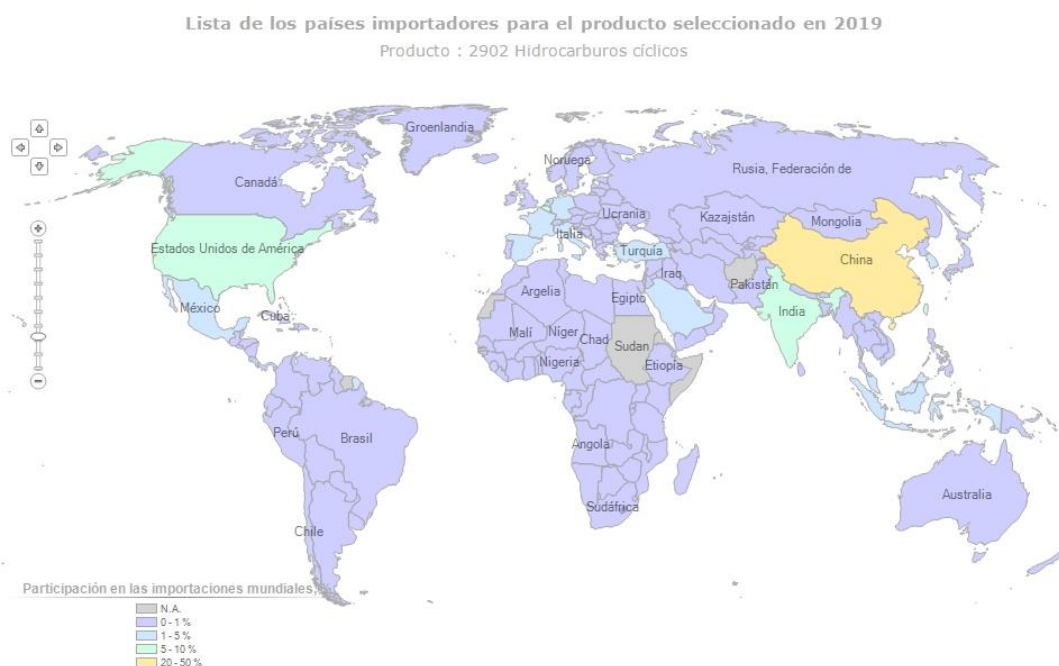 Lista de los países importadores para el producto seleccionado en 2019
Producto : 2902 Hidrocarburos cíclicos
Groenlandia
Noruega
Rusia, Federación de
Canadá
Ucrania
Kazajstán
Mongolia
Estados Unidos de América
Italia
Turquía
China
Iraq
Pakistán
México
Argelia
Egipto
India
Cuba
Malí
Níger
Chad
Sudan
Nigeria
Etiopía
Perú
Brasil
Angola
Australia
Sudáfrica
Chile
Participación en las importaciones mundiales,
N.A.
0 - 1 %
1 - 5 %
5 - 10 %
20 - 50 %